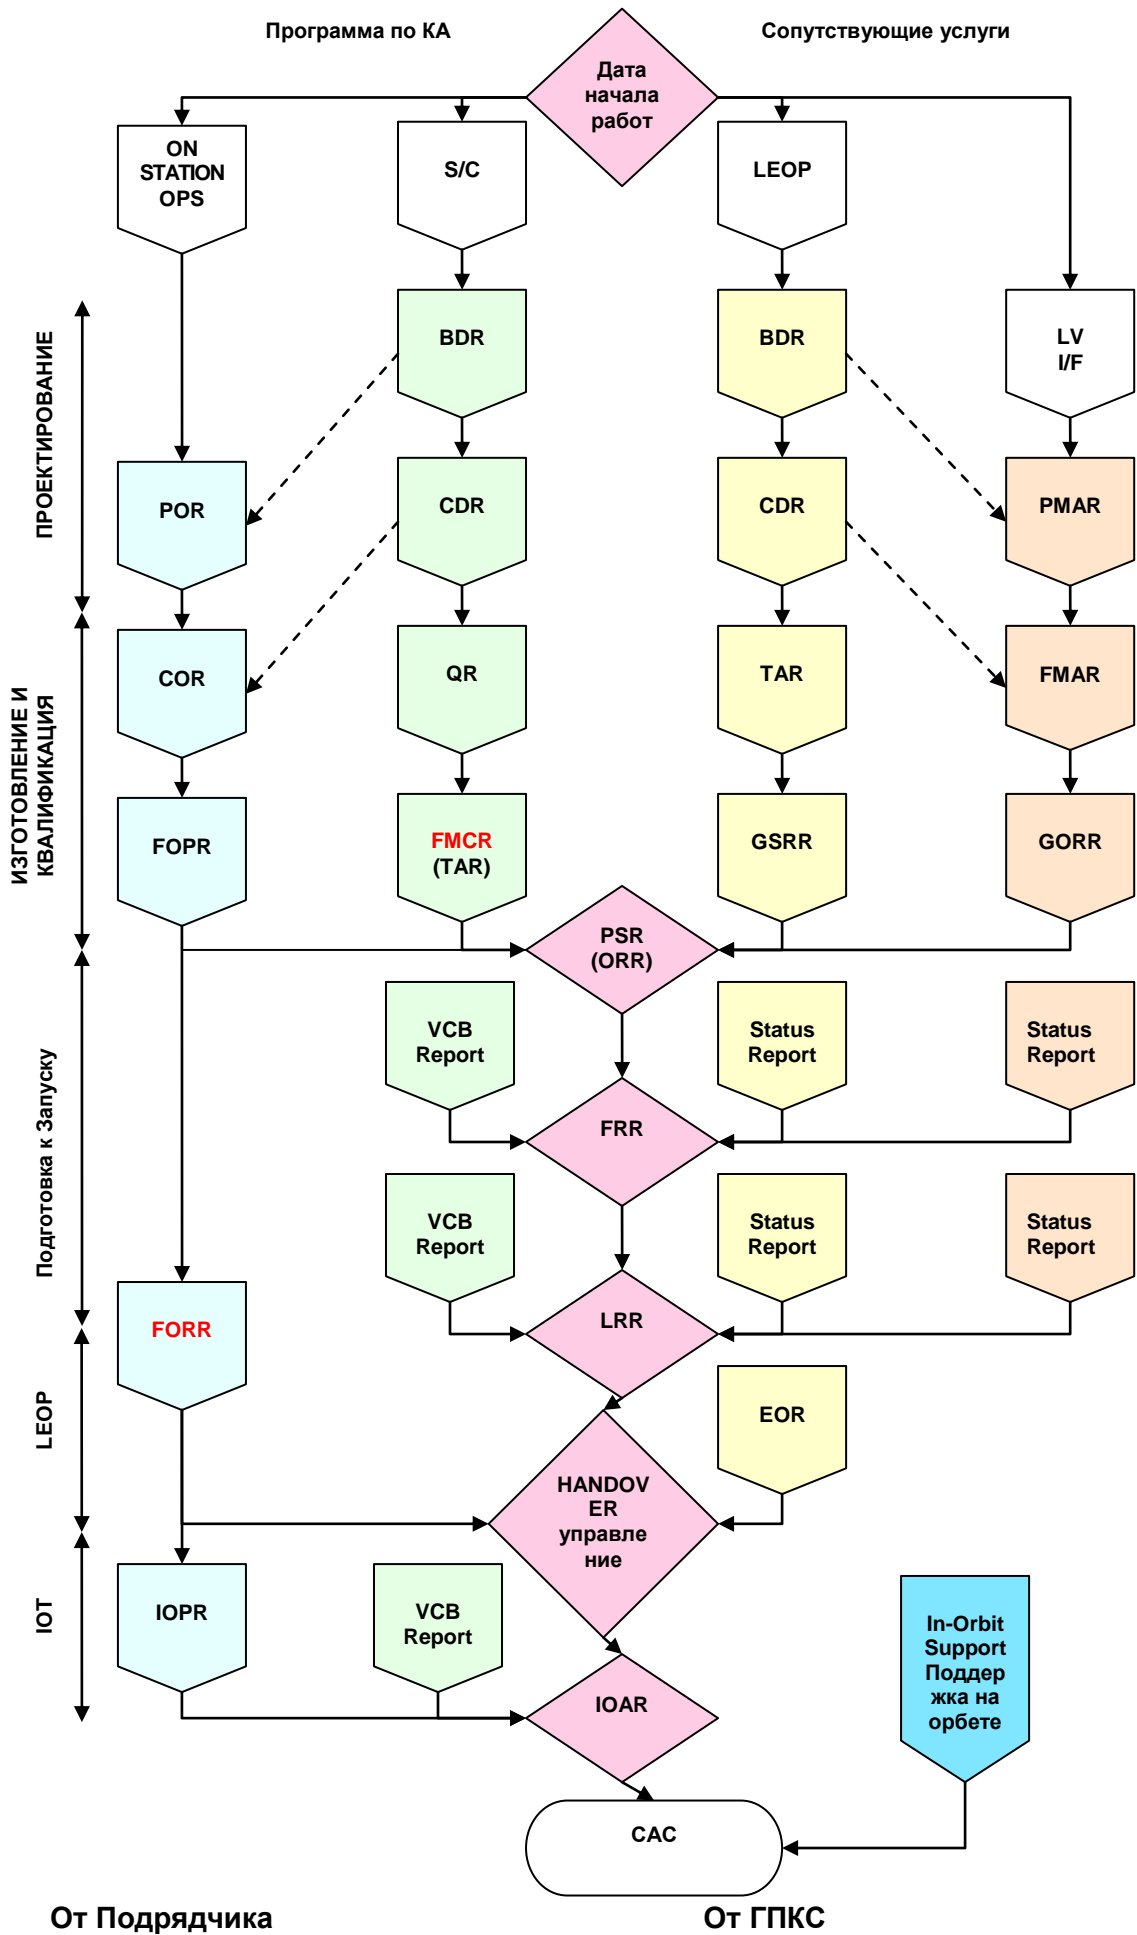 Программа по КА
Сопутствующие услуги
Дата
начала
работ
ON
STATION
OPS
S/C
LEOP
LV
I/F
ПРОЕКТИРОВАНИЕ
BDR
BDR
POR
CDR
CDR
PMAR
ИЗГОТОВЛЕНИЕ И
КВАЛИФИКАЦИЯ
COR
QR
TAR
FMAR
FOPR
FMCR
(TAR)
GSRR
GORR
PSR
(ORR)
Подготовка к Запуску
VCB
Report
Status
Report
Status
Report
FRR
VCB
Report
Status
Report
Status
Report
FORR
LRR
LEOP
EOR
HANDOV
ER
управле
ние
IOT
IOPR
VCB
Report
In-Orbit
Support
Поддер
жка на
орбете
IOAR
CAC
От Подрядчика
От ГПКС